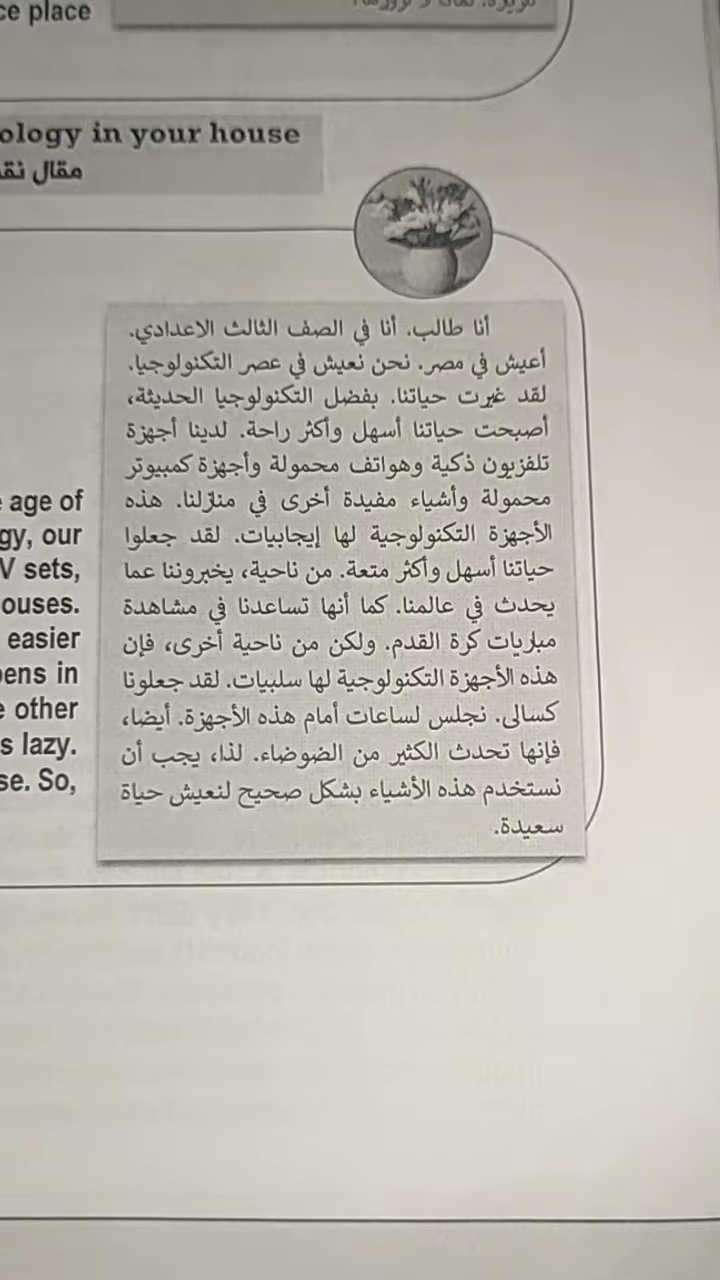 ce place
ology in your house
مقال نقد
أنا طالب. أنا في الصف الثالث الاعدادي.
أعيش في مصر. نحن نعيش في عصر التكنولوجيا.
لقد غيرت حياتنا. بفضل التكنولوجيا الحديثة،
أصبحت حياتنا أسهل وأكثر راحة. لدينا أجهزة
تلفزيون ذكية وهواتف محمولة وأجهزة كمبيوتر
محمولة وأشياء مفيدة أخرى في منازلنا. هذه
الأجهزة التكنولوجية لها إيجابيات. لقد جعلوا
حياتنا أسهل وأكثر متعة. من ناحية، يخبروننا عما
يحدث في عالمنا. كما أنها تساعدنا في مشاهدة
مباريات كرة القدم. ولكن من ناحية أخرى، فإن
هذه الأجهزة التكنولوجية لها سلبيات. لقد جعلونا
كسالى. نجلس لساعات أمام هذه الأجهزة. أيضا،
فإنها تحدث الكثير من الضوضاء. لذا، يجب أن
نستخدم هذه الأشياء بشكل صحيح لنعيش حياة
سعيدة.
age of
gy, our
V sets,
ouses.
easier
ens in
other
s lazy.
se. So,